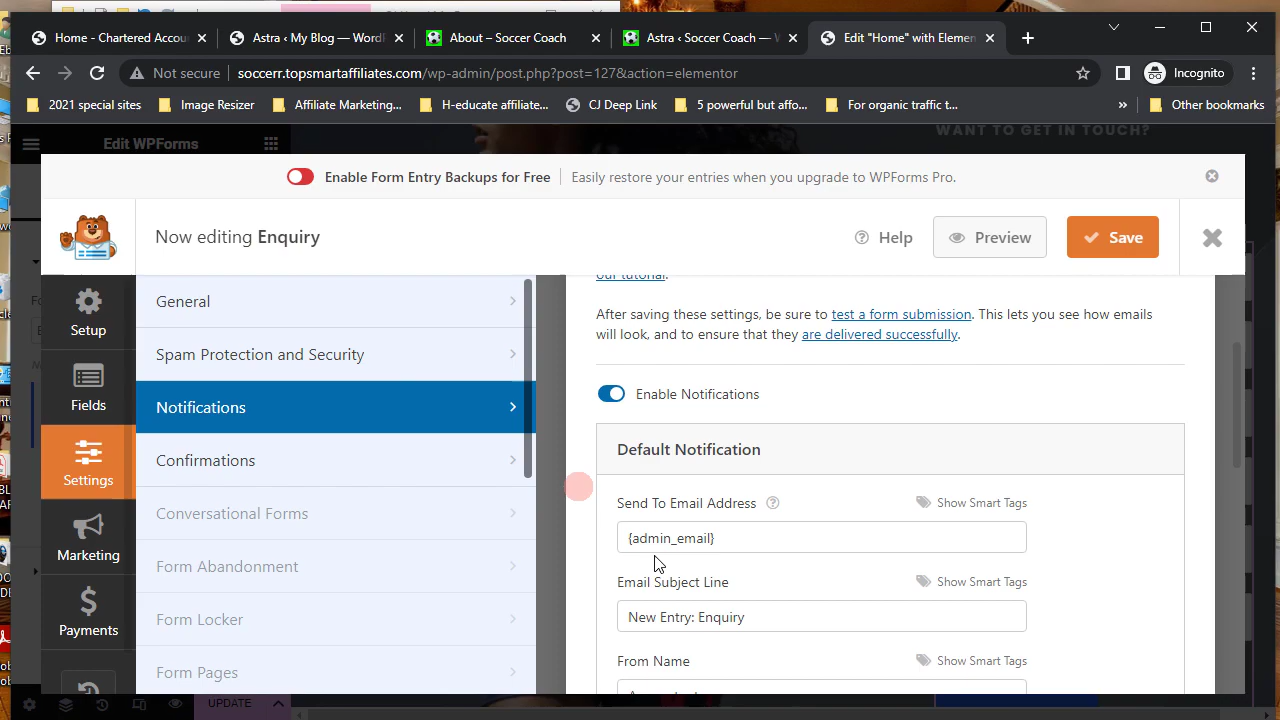 Home - Chartered Accou
Astra ‹ My Blog — WordP
About – Soccer Coach
Astra ‹ Soccer Coach — W
Edit "Home" with Elemen
Not secure
soccerr.topsmartaffiliates.com/wp-admin/post.php?post=127&action=elementor
Incognito
2021 special sites
Image Resizer
Affiliate Marketing...
H-educate affiliate...
CJ Deep Link
5 powerful but affo...
For organic traffic t...
»
Other bookmarks
Edit WPForms
WANT TO GET IN TOUCH?
Enable Form Entry Backups for Free
Easily restore your entries when you upgrade to WPForms Pro.
Now editing Enquiry
Help
Preview
Save
Setup
Fields
Settings
Marketing
Payments
General
Spam Protection and Security
Notifications
Confirmations
Conversational Forms
Form Abandonment
Form Locker
Form Pages
our tutorial.
After saving these settings, be sure to test a form submission. This lets you see how emails
will look, and to ensure that they are delivered successfully.
Enable Notifications
Default Notification
Send To Email Address
Show Smart Tags
{admin_email}
Email Subject Line
Show Smart Tags
New Entry: Enquiry
From Name
Show Smart Tags
UPDATE